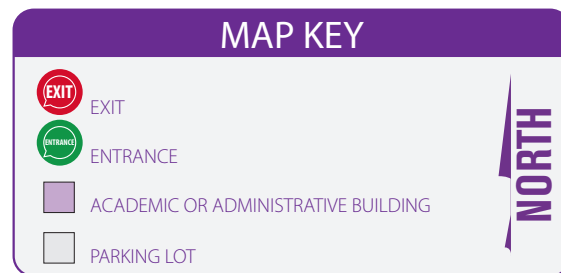 MAP KEY
EXIT
EXIT
ENTRANCE
ENTRANCE
ACADEMIC OR ADMINISTRATIVE BUILDING
PARKING LOT
NORTH